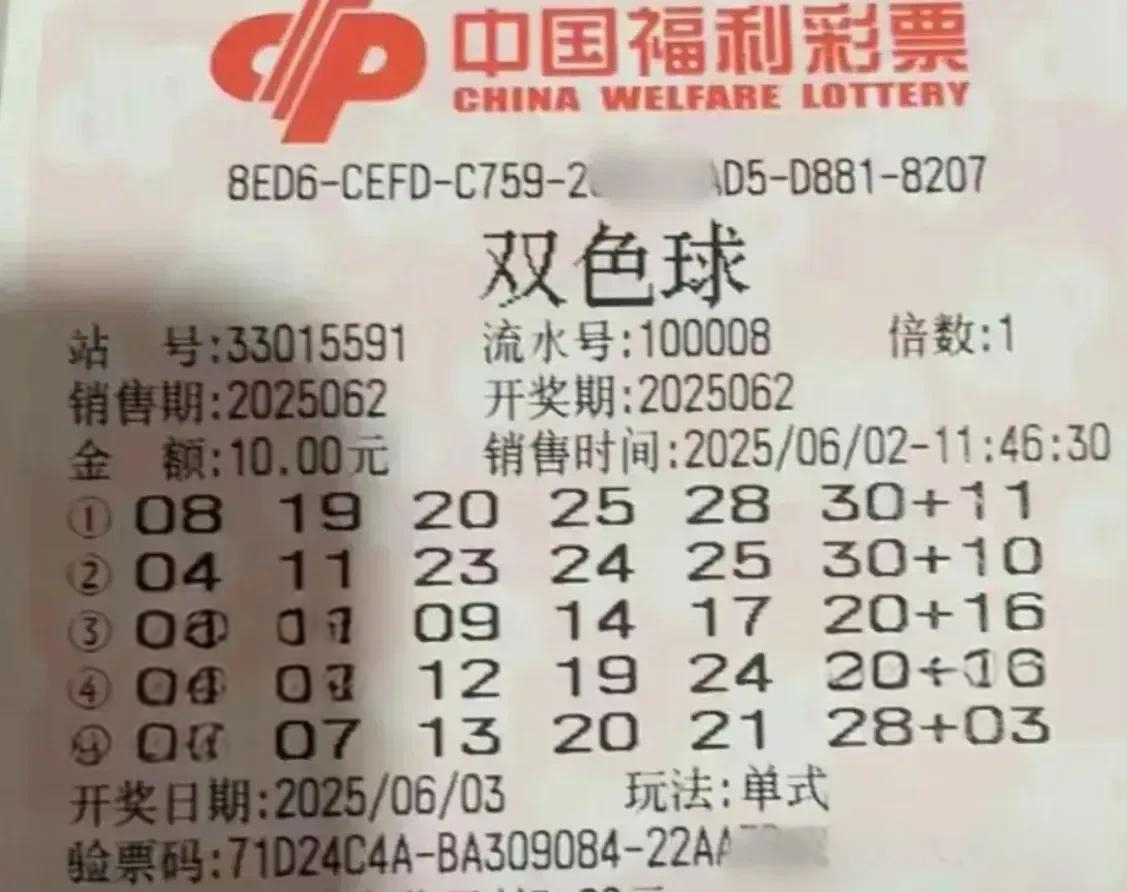 中国福利彩票
CHINA WELFARE LOTTERY
8ED6-CEFD-C759-2 D5-D881-8207
双色球
站 号:33015591 流水号:100008 倍数:1
销售期:2025062 开奖期:2025062
金 额:10.00元 销售时间:2025/06/02-11:46:30
① 08 19 20 25 28 30+11
② 04 11 23 24 25 30+10
③ 09 14 17 20+16
④ 12 19 24 20+16
07 13 20 21 28+03
开奖日期:2025/06/03 玩法:单式
验票码:71D24C4A-BA309084-22AA